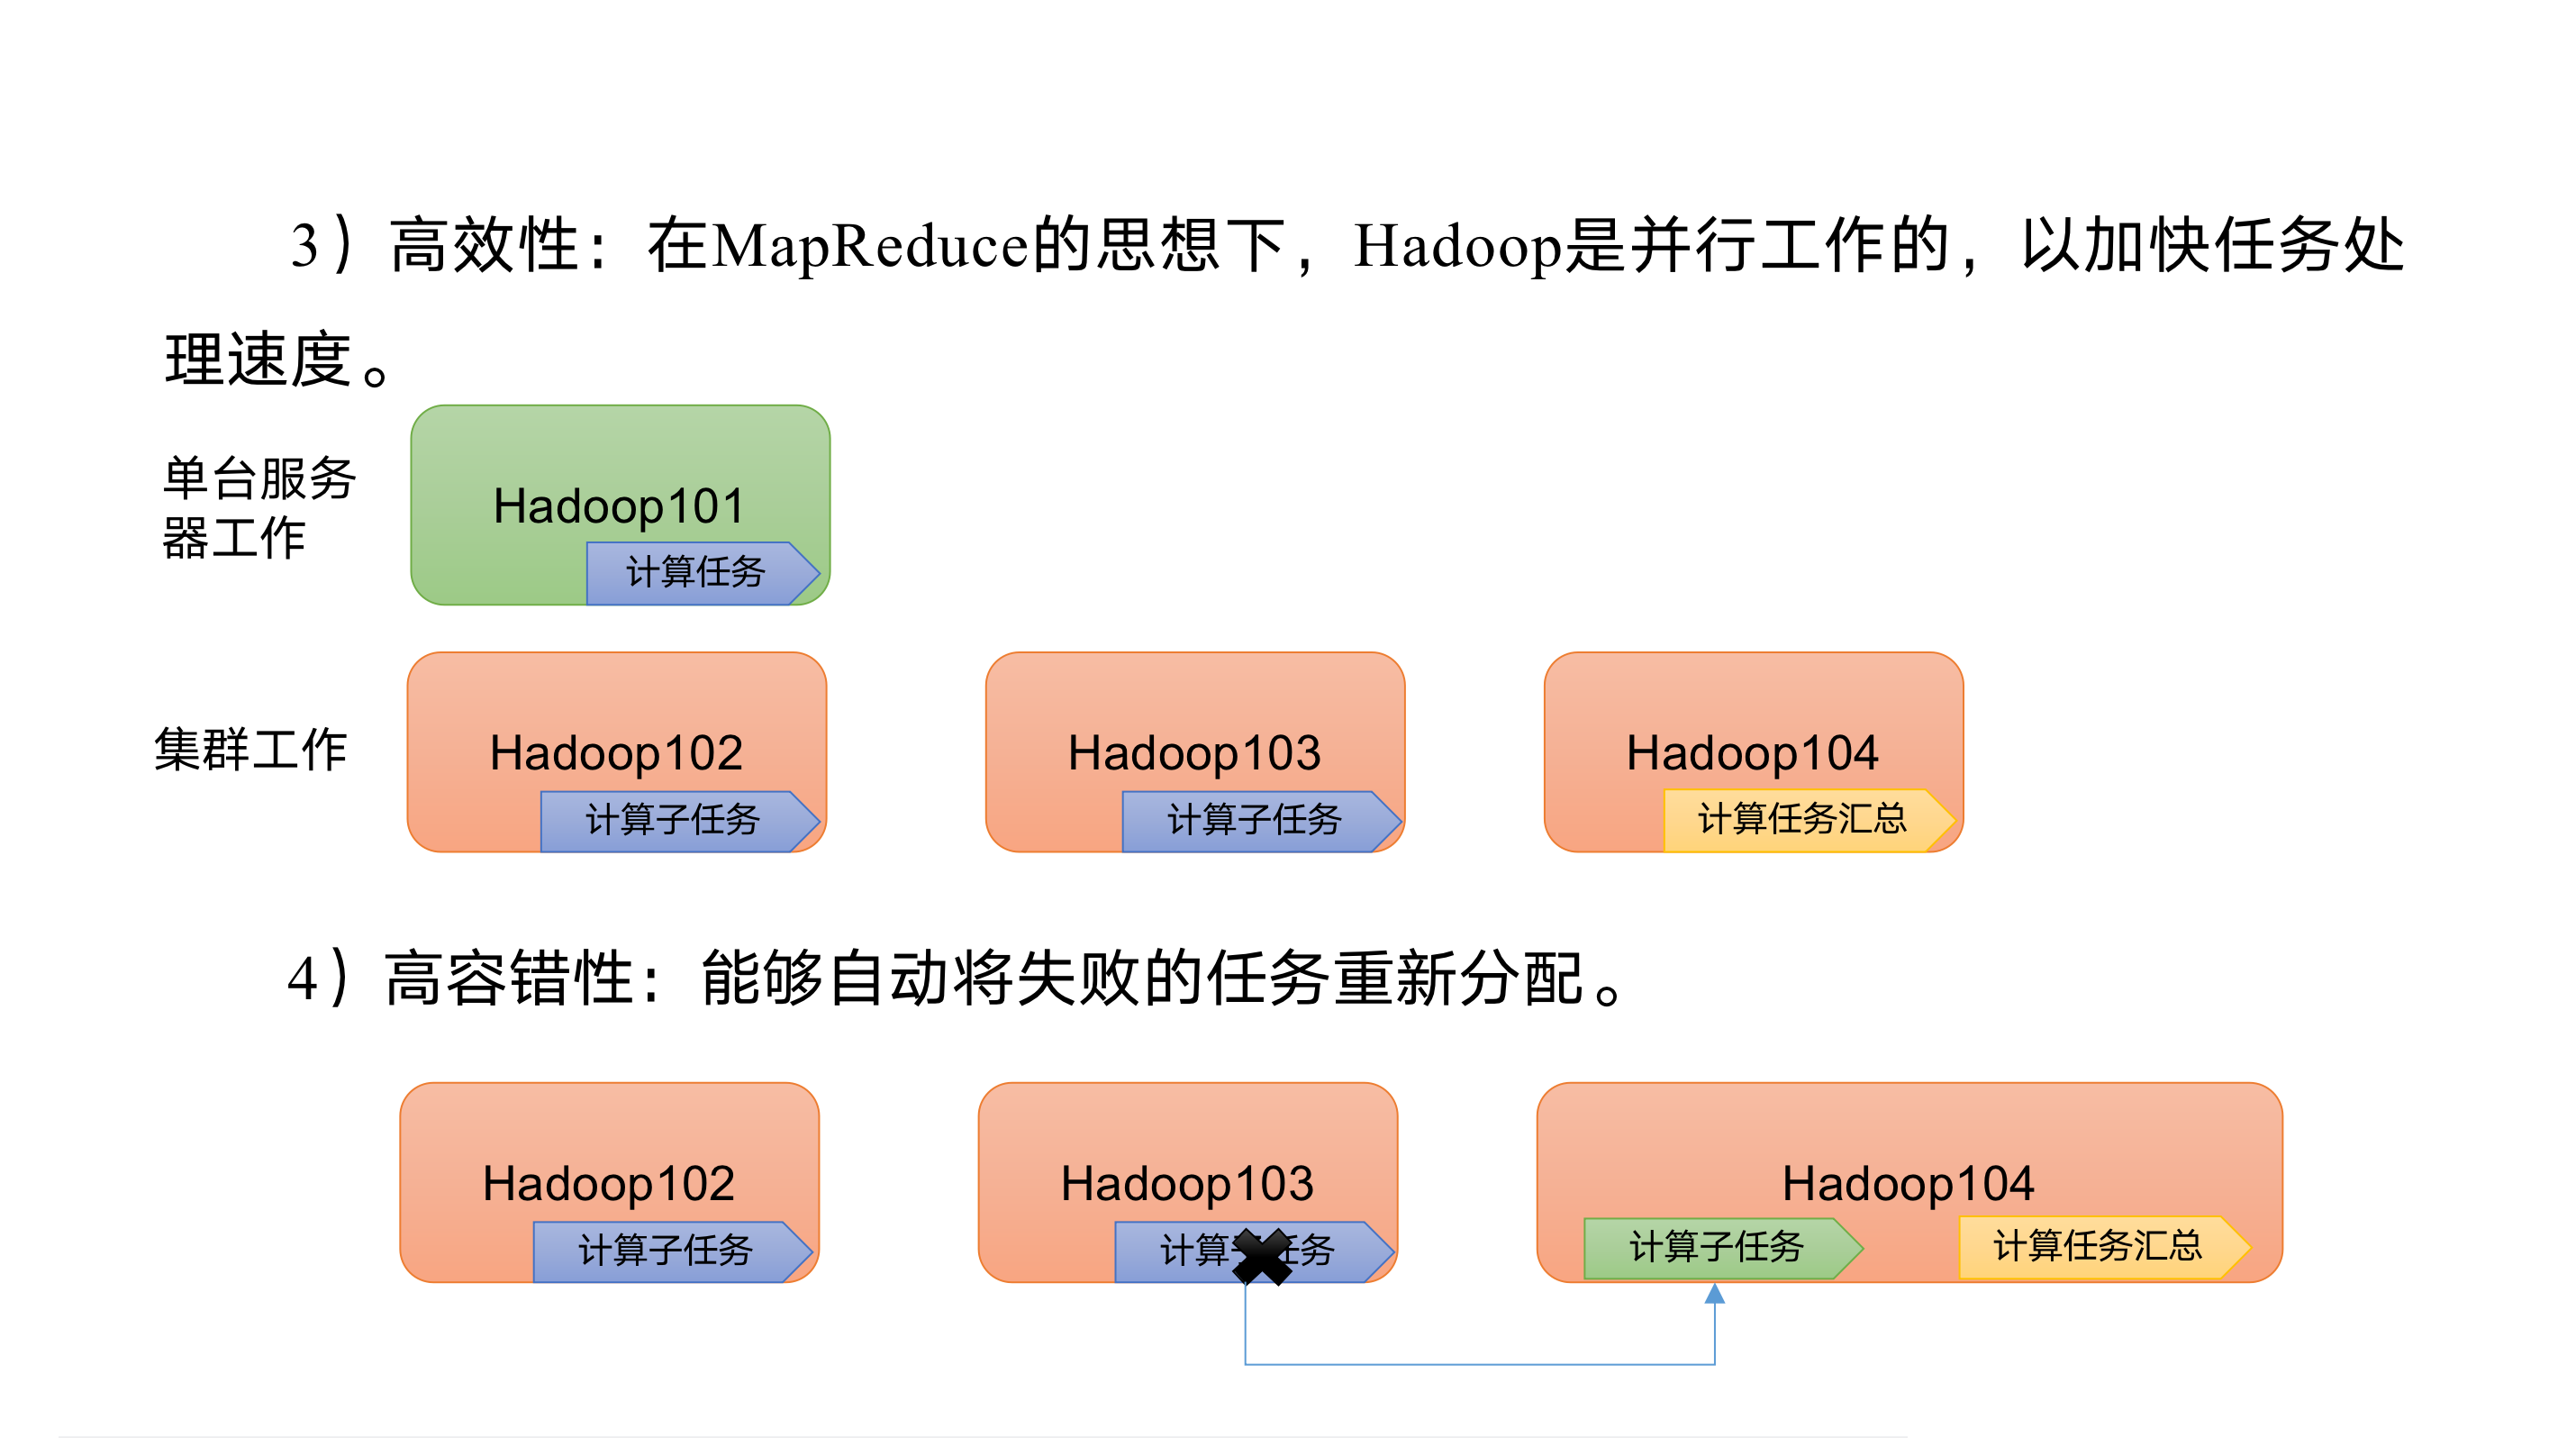 3）高效性：在MapReduce的思想下，Hadoop是并行工作的，以加快任务处
理速度。
单台服务
器工作
Hadoop101
计算任务
集群工作
Hadoop102
计算子任务
Hadoop103
计算子任务
Hadoop104
计算任务汇总
4）高容错性：能够自动将失败的任务重新分配。
Hadoop102
计算子任务
Hadoop103
计算子任务
Hadoop104
计算子任务
计算任务汇总